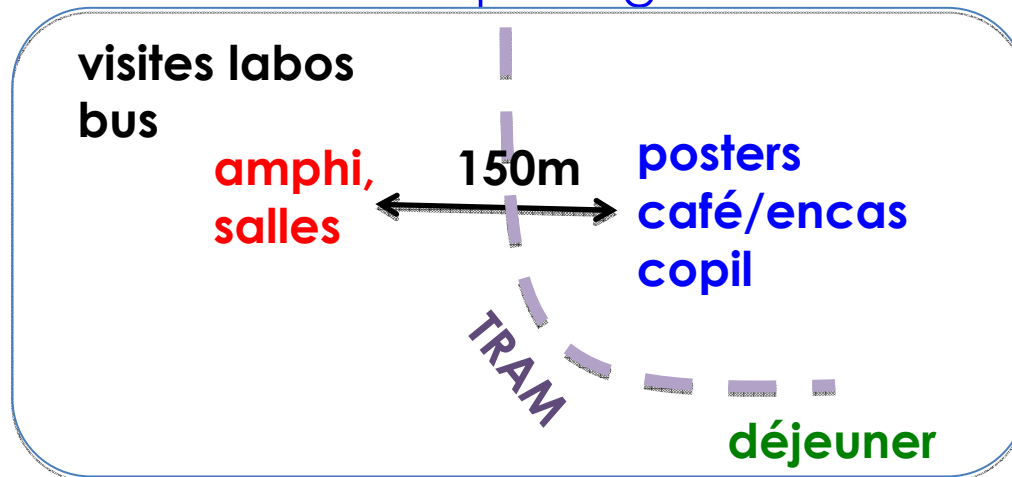 visites labos
bus
amphi,
salles
150m
posters
café/encas
copil
TRAM
déjeuner